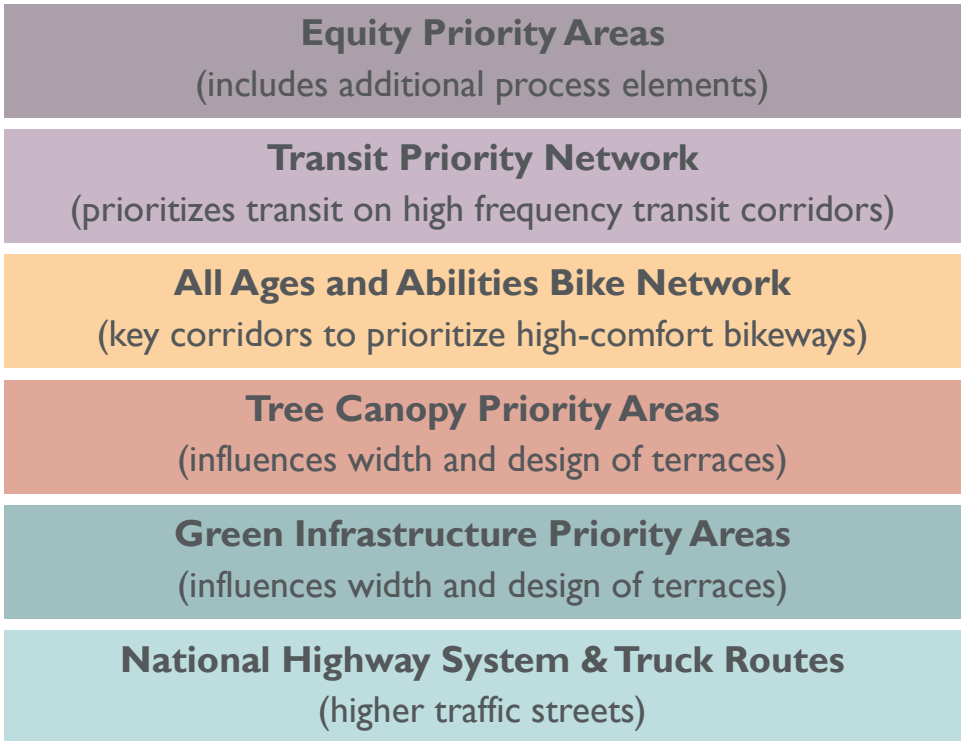 Equity Priority Areas
(includes additional process elements)
Transit Priority Network
(prioritizes transit on high frequency transit corridors)
All Ages and Abilities Bike Network
(key corridors to prioritize high-comfort bikeways)
Tree Canopy Priority Areas
(influences width and design of terraces)
Green Infrastructure Priority Areas
(influences width and design of terraces)
National Highway System & Truck Routes
(higher traffic streets)